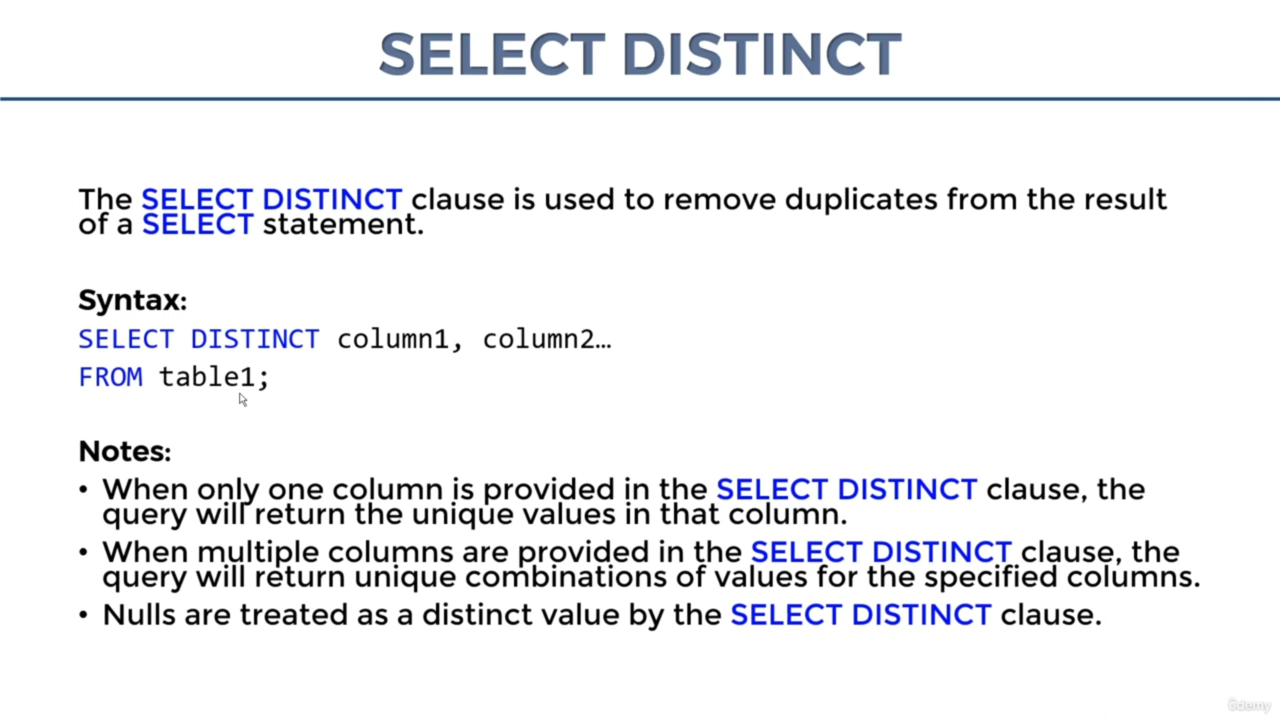 SELECT DISTINCT
The SELECT DISTINCT clause is used to remove duplicates from the result
of a SELECT statement.
Syntax:
SELECT DISTINCT column1, column2…
FROM table1;
Notes:
• When only one column is provided in the SELECT DISTINCT clause, the
query will return the unique values in that column.
• When multiple columns are provided in the SELECT DISTINCT clause, the
query will return unique combinations of values for the specified columns.
• Nulls are treated as a distinct value by the SELECT DISTINCT clause.
Udemy